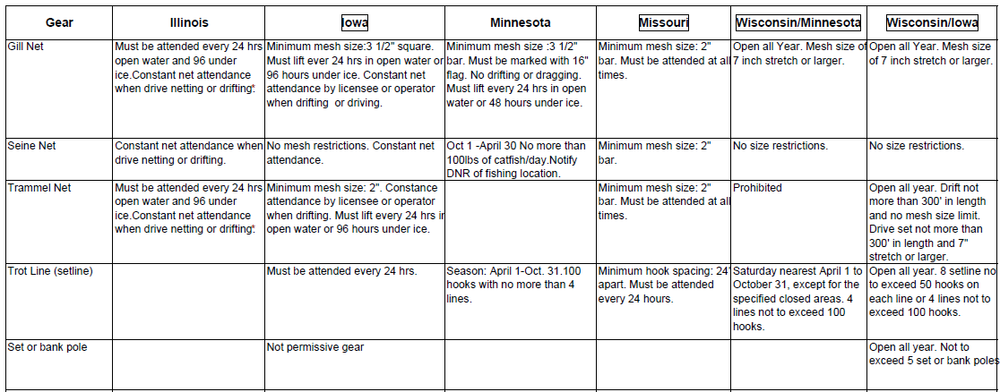 Gear
Illinois
Iowa
Minnesota
Missouri
Wisconsin/Minnesota
Wisconsin/Iowa
Gill Net
Must be attended every 24 hrs
open water and 96 under
ice.Constant net attendance
when drive netting or drifting*.
Minimum mesh size:3 1/2" square.
Must lift ever 24 hrs in open water or
96 hours under ice. Constant net
attendance by licensee or operator
when drifting or driving.
Minimum mesh size :3 1/2"
bar. Must be marked with 16"
flag. No drifting or dragging.
Must lift every 24 hrs in open
water or 48 hours under ice.
Minimum mesh size: 2"
bar. Must be attended at all
times.
Open all Year. Mesh size of
7 inch stretch or larger.
Open all Year. Mesh size
of 7 inch stretch or larger.
Seine Net
Constant net attendance when
drive netting or drifting.
No mesh restrictions. Constant net
attendance.
Oct 1 -April 30 No more than
100lbs of catfish/day.Notify
DNR of fishing location.
Minimum mesh size: 2"
bar.
No size restrictions.
No size restrictions.
Trammel Net
Must be attended every 24 hrs
open water and 96 under
ice.Constant net attendance
when drive netting or drifting*.
Minimum mesh size: 2". Constance
attendance by licensee or operator
when drifting. Must lift every 24 hrs in
open water or 96 hours under ice.
Minimum mesh size: 2"
bar. Must be attended at all
times.
Prohibited
Open all year. Drift not
more than 300' in length
and no mesh size limit.
Drive set not more than
300' in length and 7"
stretch or larger.
Trot Line (setline)
Must be attended every 24 hrs.
Season: April 1-Oct. 31.100
hooks with no more than 4
lines.
Minimum hook spacing: 24"
apart. Must be attended
every 24 hours.
Saturday nearest April 1 to
October 31, except for the
specified closed areas. 4
lines not to exceed 100
hooks.
Open all year. 8 setline no
to exceed 50 hooks on
each line or 4 lines not to
exceed 100 hooks.
Set or bank pole
Not permissive gear
Open all year. Not to
exceed 5 set or bank poles